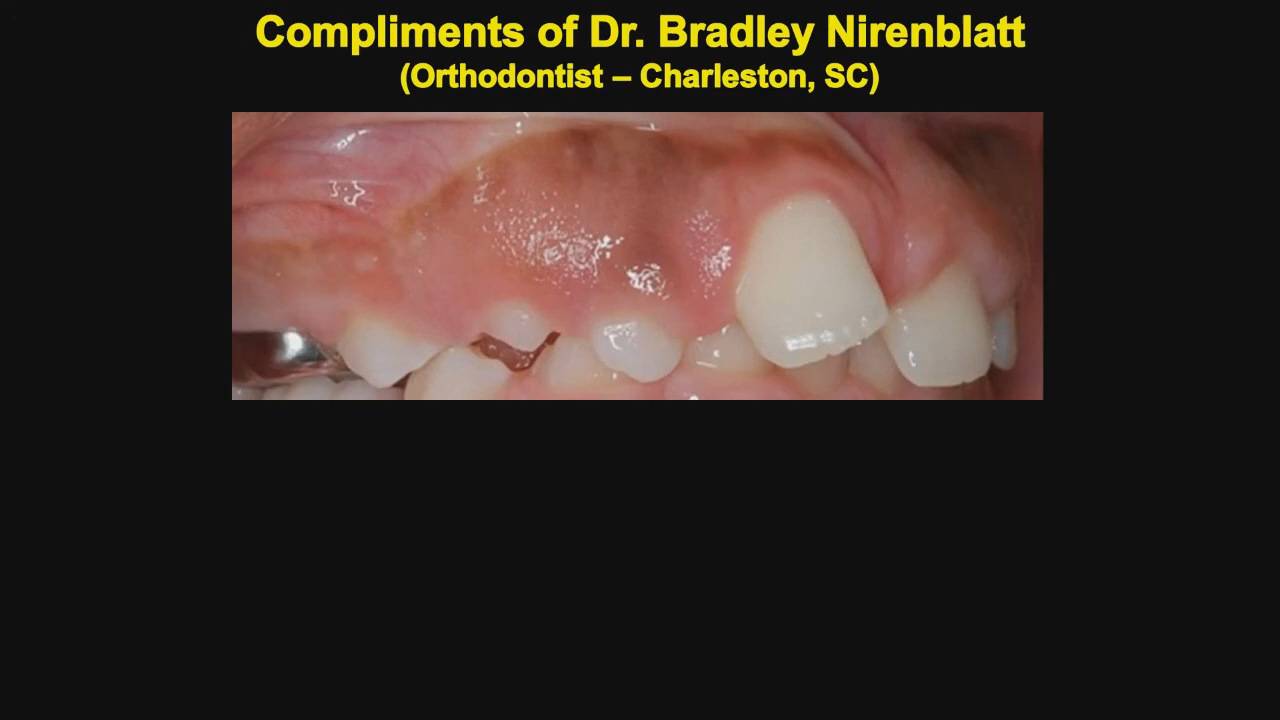 Compliments of Dr. Bradley Nirenblatt
(Orthodontist – Charleston, SC)